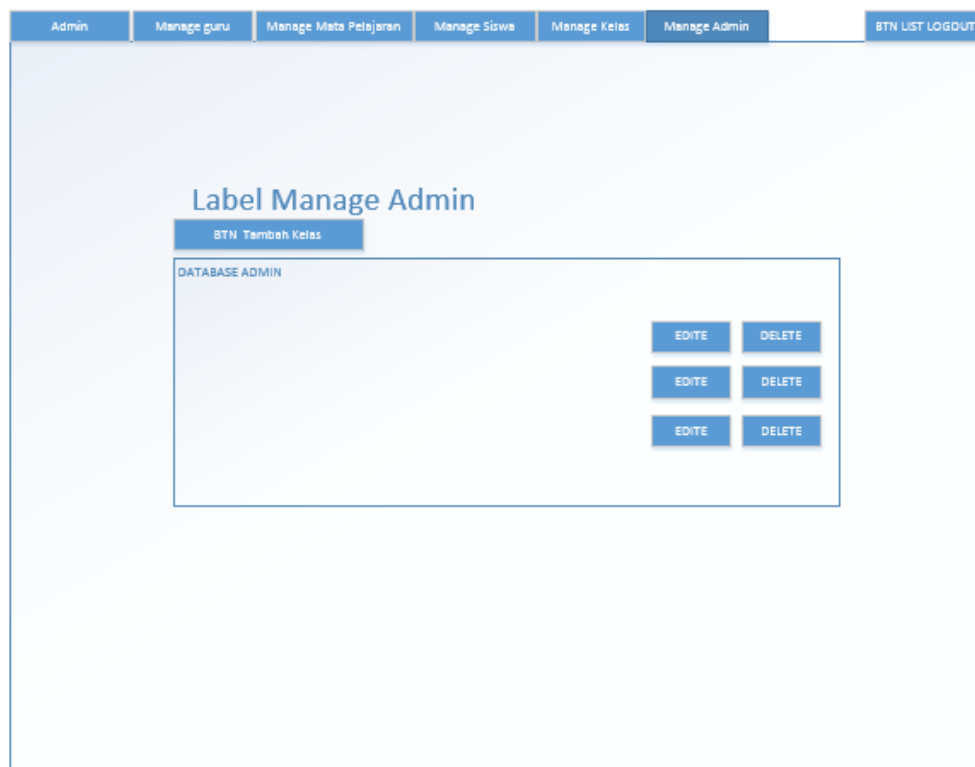 Admin
Manage guru
Manage Mata Pelajaran
Manage Siswa
Manage Kelas
Manage Admin
BTN LIST LOGOUT
Label Manage Admin
BTN Tambah Kelas
DATABASE ADMIN
EDITE DELETE
EDITE DELETE
EDITE DELETE